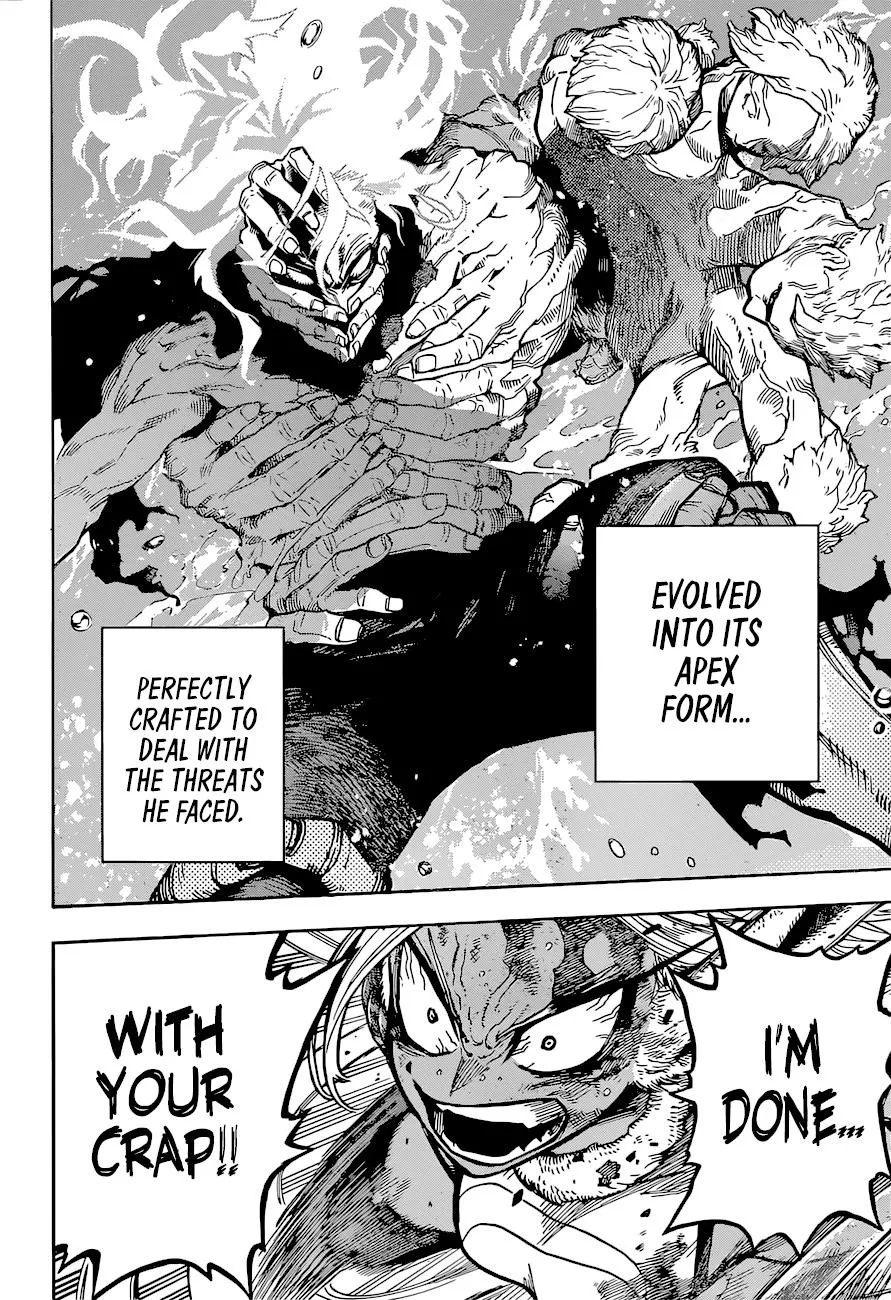 EVOLVED
INTO ITS
APEX
FORM...
PERFECTLY
CRAFTED TO
DEAL WITH
THE THREATS
HE FACED.
I'M
DONE...
WITH
YOUR
CRAP!!